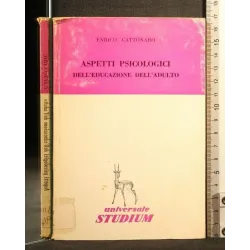 ENRICO CATTONARO
ASPETTI PSICOLOGICI
DELL'EDUCAZIONE DELL'ADULTO
universale
STUDIUM